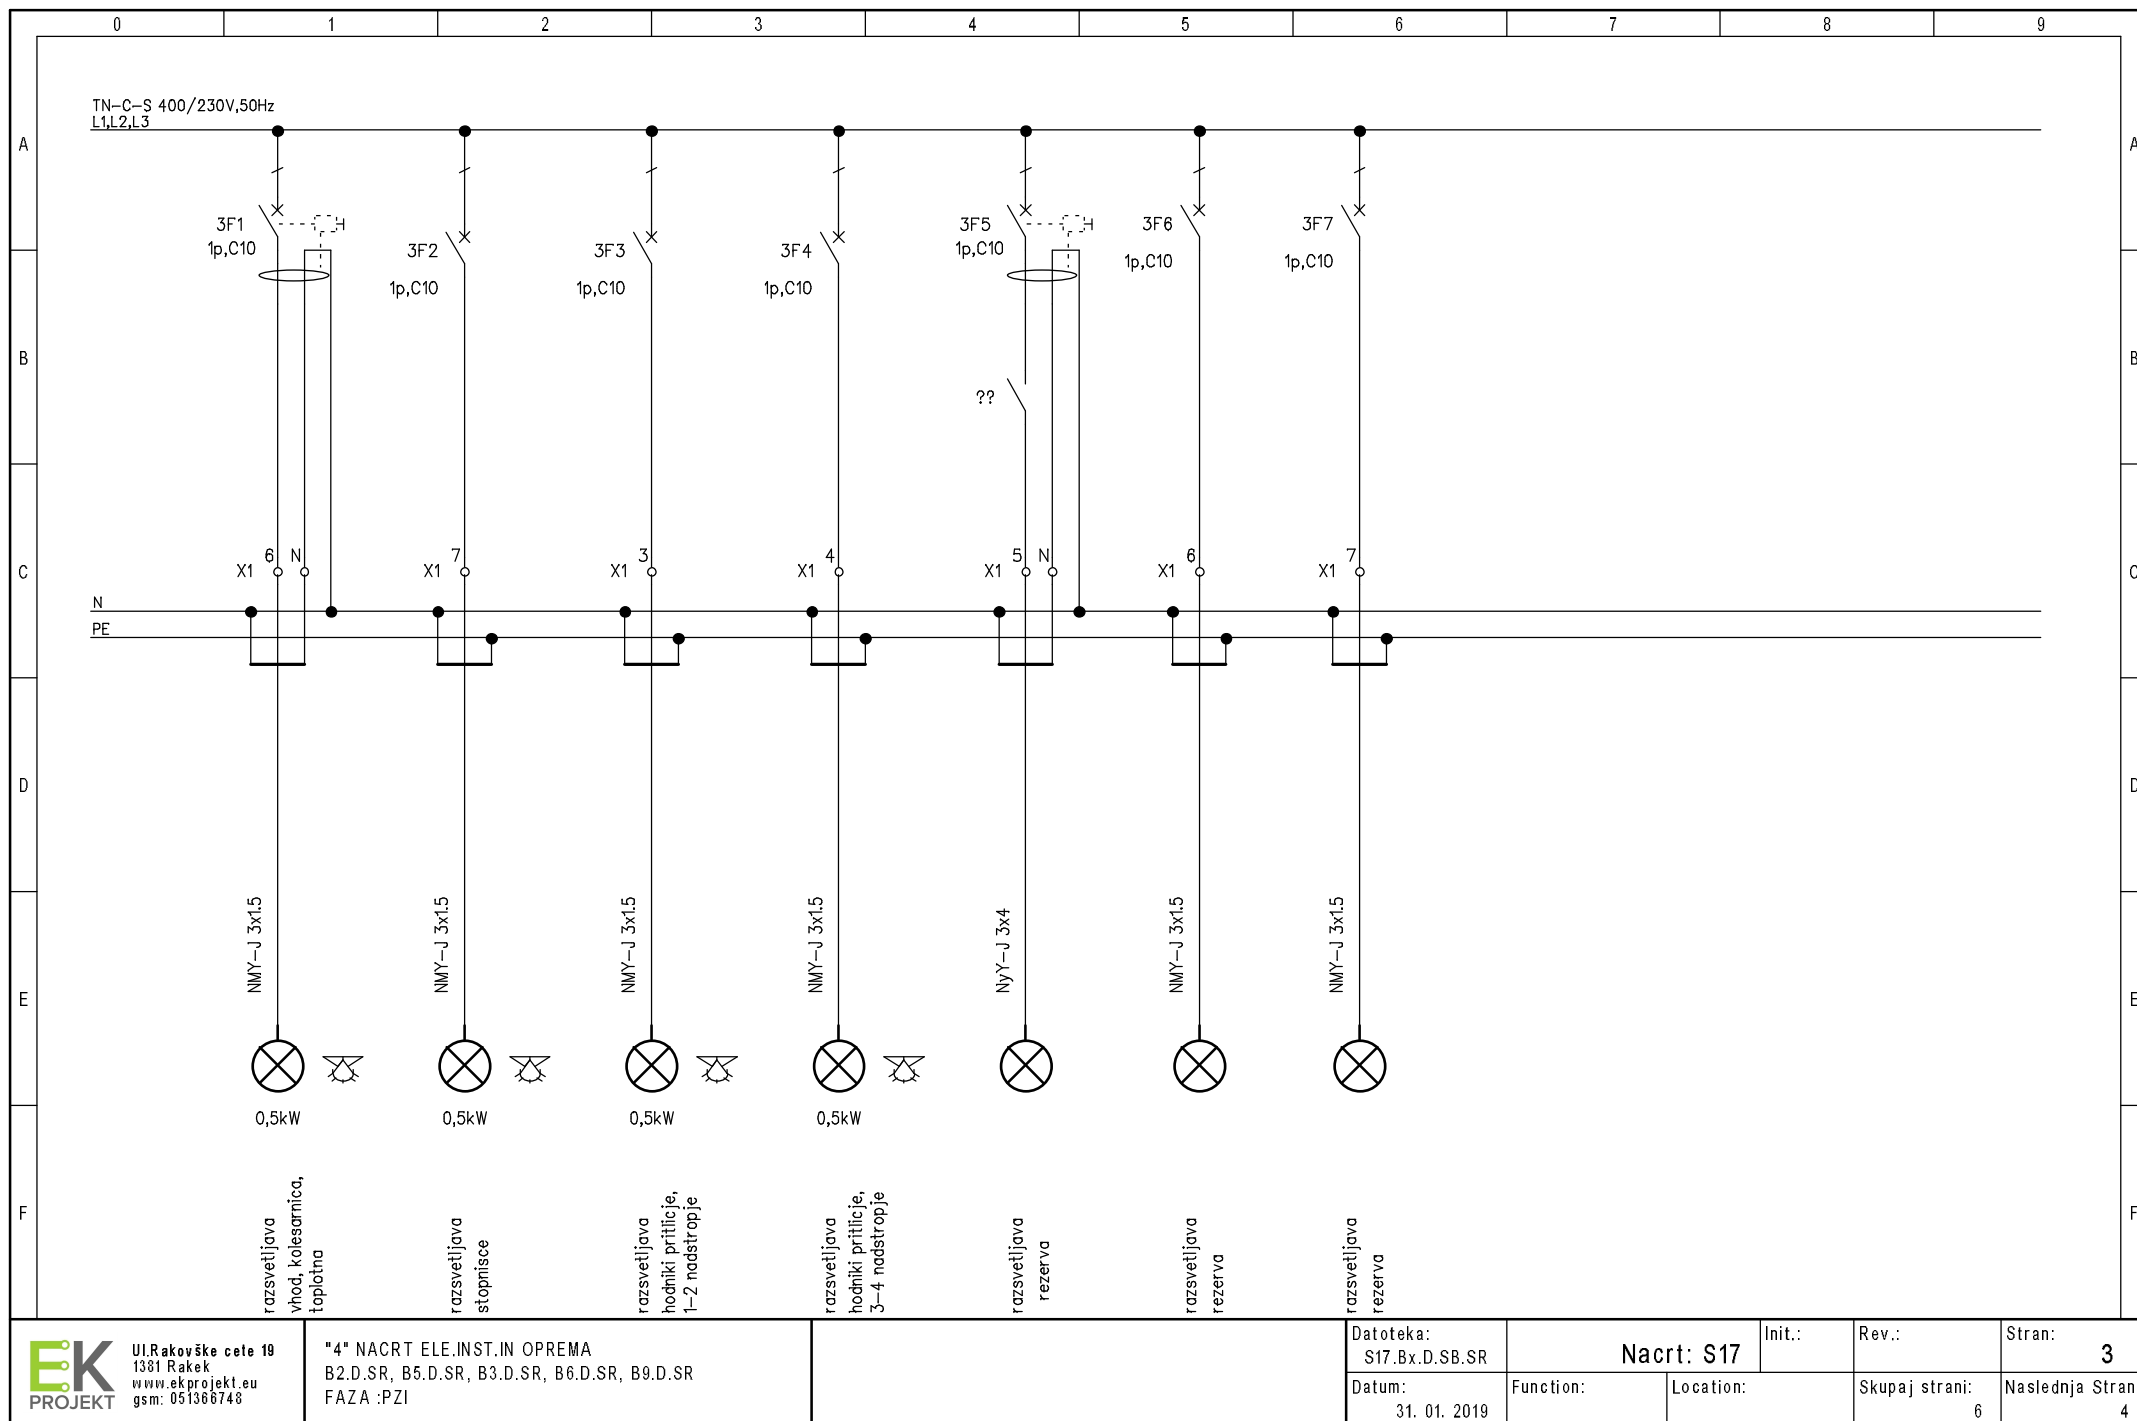 0 1 2 3 4 5 6 7 8 9
TN-C-S 400/230V,50Hz
L1,L2,L3
A A
3F1 3F5 3F6 3F7
1p,C10 1p,C10 1p,C10 1p,C10
3F2 3F3 3F4
1p,C10 1p,C10 1p,C10
B B
??
6 N 7 3 4 5 N 6 7
X1 X1 X1 X1 X1 X1 X1
C C
N
PE
D D
NMY-J 3x1.5
NMY-J 3x1.5
NMY-J 3x1.5
NMY-J 3x1.5
NyY-J 3x4
NMY-J 3x1.5
NMY-J 3x1.5
E E
0,5kW 0,5kW 0,5kW 0,5kW
F F
razsvetljava
vhod, kolesarnica,
toplotna
razsvetljava
stopnisce
razsvetljava
hodniki pritlicje,
1-2 nadstropje
razsvetljava
hodniki pritlicje,
3-4 nadstropje
razsvetljava
rezerva
razsvetljava
rezerva
razsvetljava
rezerva
EK
PROJEKT
Ul.Rakovške cete 19
1381 Rakek
www.ekprojekt.eu
gsm: 051366748
"4" NACRT ELE.INST.IN OPREMA
B2.D.SR, B5.D.SR, B3.D.SR, B6.D.SR, B9.D.SR
FAZA :PZI
Datoteka:
S17.Bx.D.SB.SR
Nacrt: S17
Init.:
Rev.:
Stran:
3
Datum:
31. 01. 2019
Function:
Location:
Skupaj strani:
6
Naslednja Stran
4